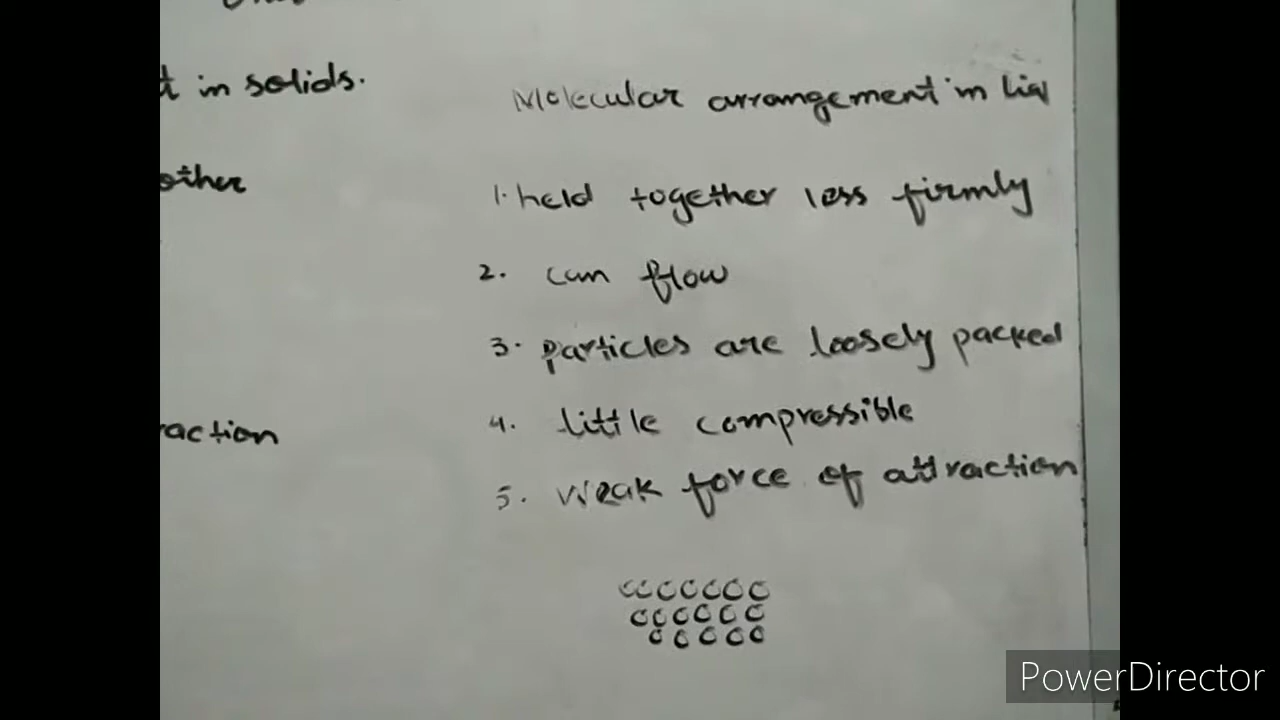 t in solids.
other
raction
Molecular arrangement in liq
1. held together less firmly
2. can flow
3. particles are loosely packed
4. little compressible
5. weak force of attraction
PowerDirector